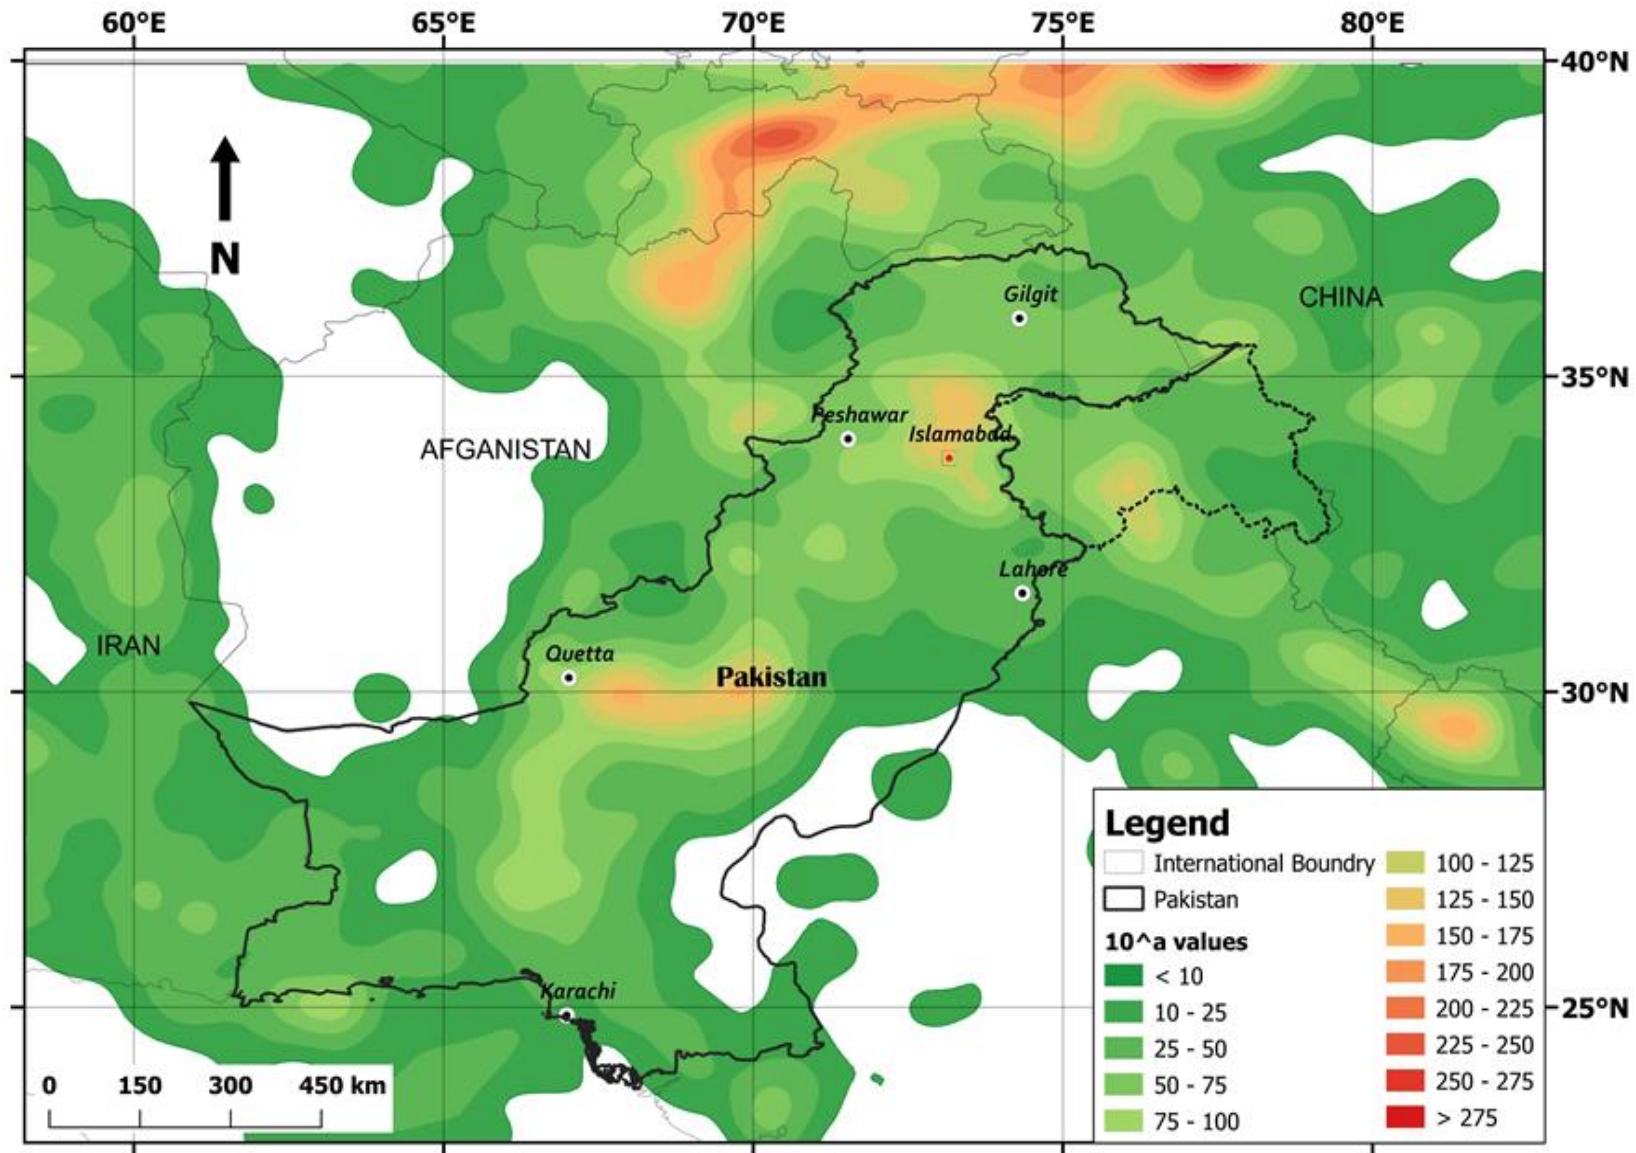 60°E 65°E 70°E 75°E 80°E
40°N
N
Gilgit
CHINA
35°N
Peshawar
Islamabad
AFGANISTAN
Lahore
IRAN
Quetta
Pakistan
30°N
Karachi
25°N
0 150 300 450 km
Legend
International Boundry
Pakistan
10^a values
< 10
10 - 25
25 - 50
50 - 75
75 - 100
100 - 125
125 - 150
150 - 175
175 - 200
200 - 225
225 - 250
250 - 275
> 275